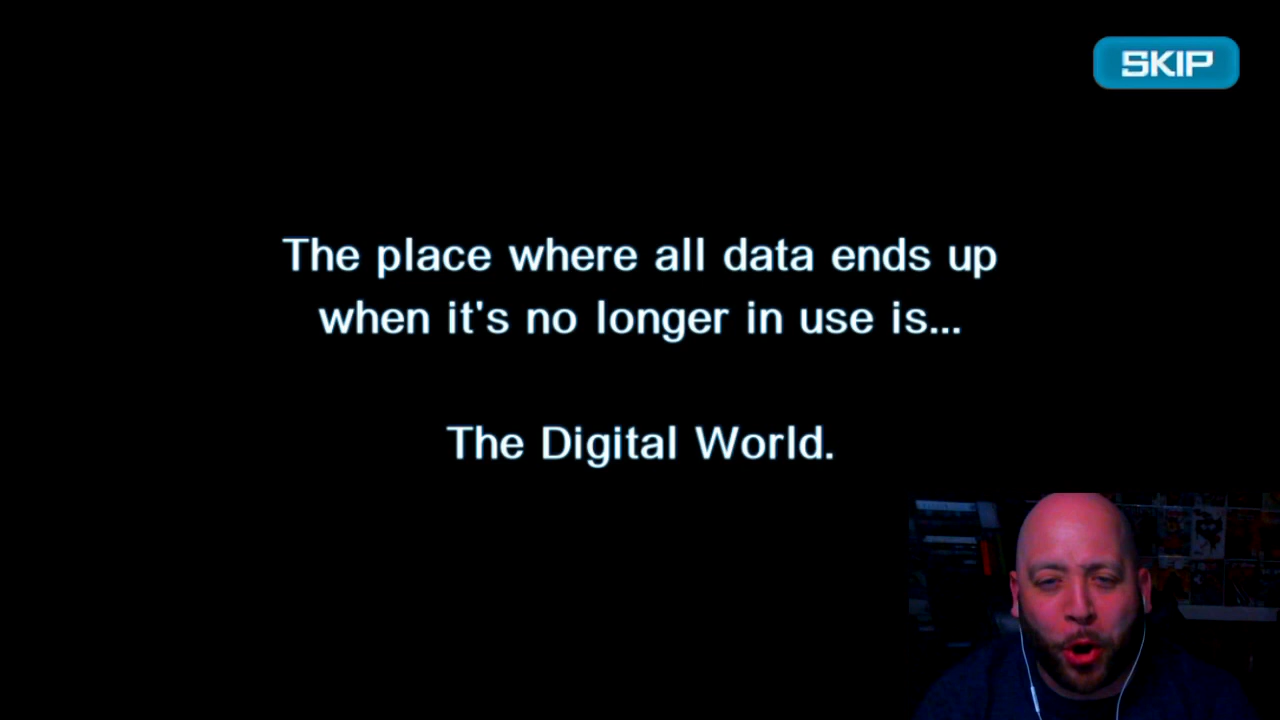 SKIP
The place where all data ends up
when it's no longer in use is...
The Digital World.